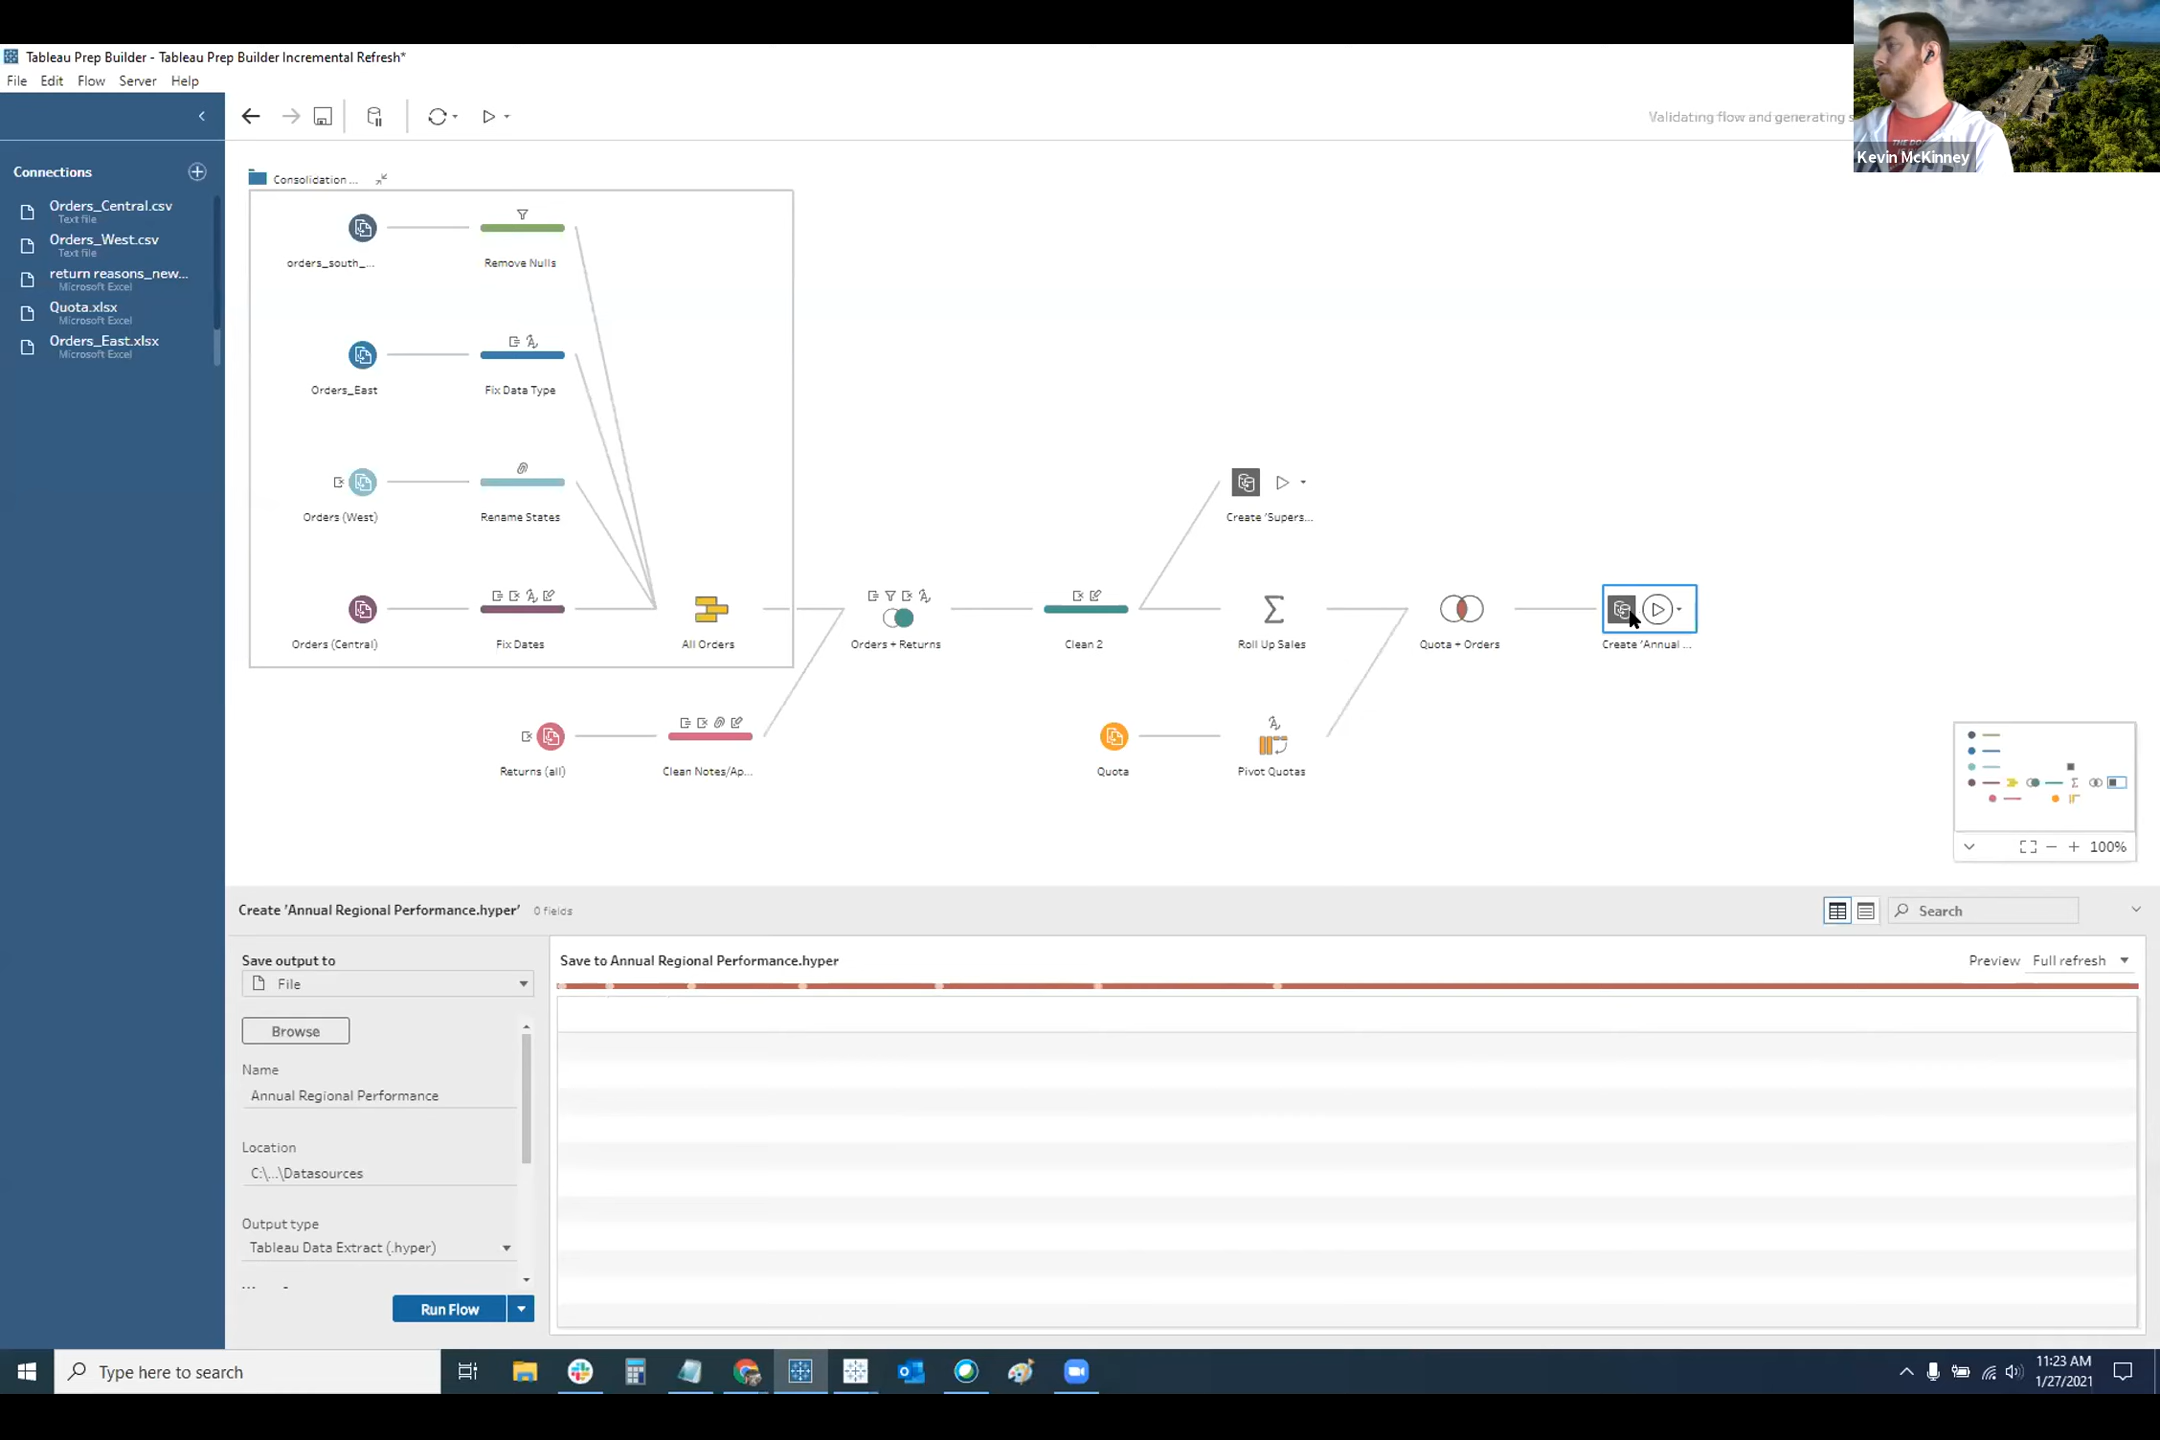 Tableau Prep Builder - Tableau Prep Builder Incremental Refresh*
File Edit Flow Server Help
Validating flow and generating
Kevin McKinney
Connections
Orders_Central.csv
Text file
Orders_West.csv
Text file
return reasons_new...
Microsoft Excel
Quota.xlsx
Microsoft Excel
Orders_East.xlsx
Microsoft Excel
Consolidation ...
orders_south_...
Remove Nulls
Orders_East
Fix Data Type
Orders (West)
Rename States
Create 'Supers...
Orders (Central)
Fix Dates
All Orders
Orders + Returns
Clean 2
Roll Up Sales
Quota + Orders
Create 'Annual ...
Returns (all)
Clean Notes/Ap...
Quota
Pivot Quotas
100%
Create 'Annual Regional Performance.hyper' 0 fields
Search
Save output to
File
Browse
Name
Annual Regional Performance
Location
C:\...\Datasources
Output type
Tableau Data Extract (.hyper)
Run Flow
Save to Annual Regional Performance.hyper
Preview Full refresh
Type here to search
11:23 AM
1/27/2021